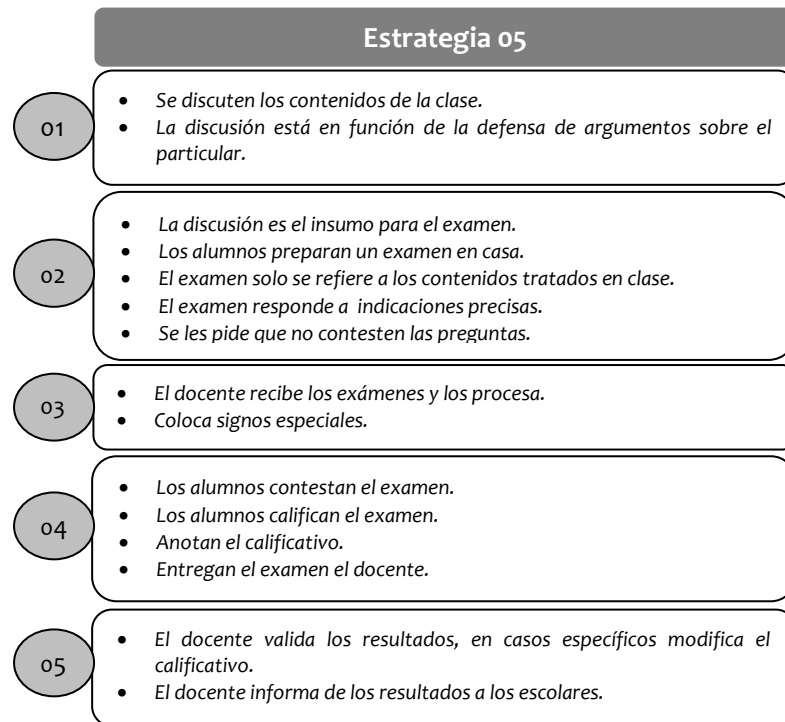 Estrategia 05
01
• Se discuten los contenidos de la clase.
• La discusión está en función de la defensa de argumentos sobre el
particular.
02
• La discusión es el insumo para el examen.
• Los alumnos preparan un examen en casa.
• El examen solo se refiere a los contenidos tratados en clase.
• El examen responde a indicaciones precisas.
• Se les pide que no contesten las preguntas.
03
• El docente recibe los exámenes y los procesa.
• Coloca signos especiales.
04
• Los alumnos contestan el examen.
• Los alumnos califican el examen.
• Anotan el calificativo.
• Entregan el examen el docente.
05
• El docente valida los resultados, en casos específicos modifica el
calificativo.
• El docente informa de los resultados a los escolares.